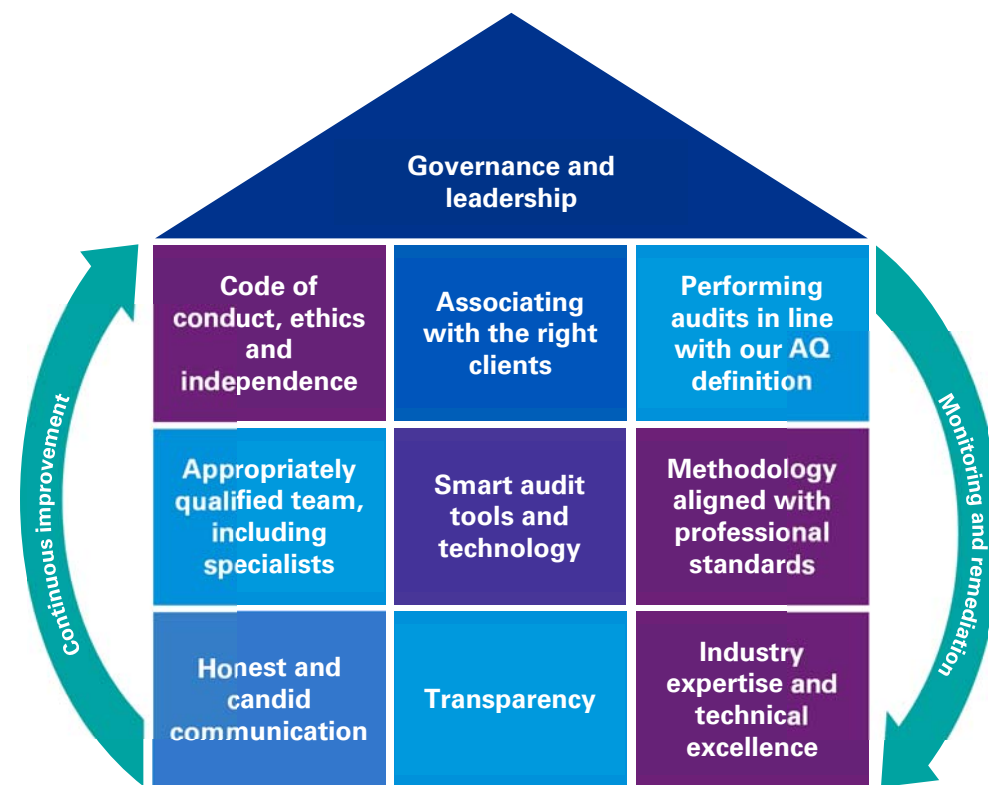 Governance and
leadership
Code of
conduct, ethics
and
independence
Associating
with the right
clients
Performing
audits in line
with our AQ
definition
Appropriately
qualified team,
including
specialists
Smart audit
tools and
technology
Methodology
aligned with
professional
standards
Honest and
candid
communication
Transparency
Industry
expertise and
technical
excellence
Continuous improvement
Monitoring and remediation